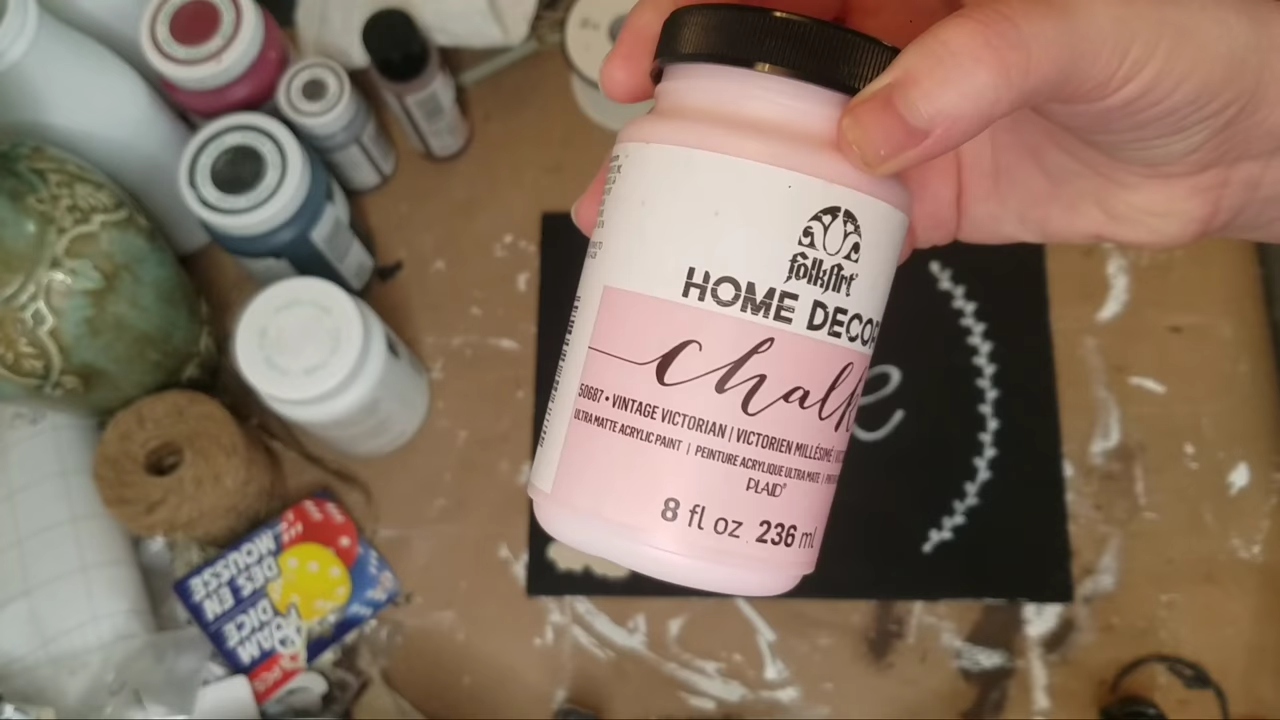 folkArt
HOME DECOR
chalk
50687 • VINTAGE VICTORIAN | VICTORIEN MILLÉSIMÉ
ULTRA MATTE ACRYLIC PAINT | PEINTURE ACRYLIQUE ULTRA MATE |
PLAID®
8 fl oz 236 ml
FOAM
DICE
DÉS EN
MOUSSE